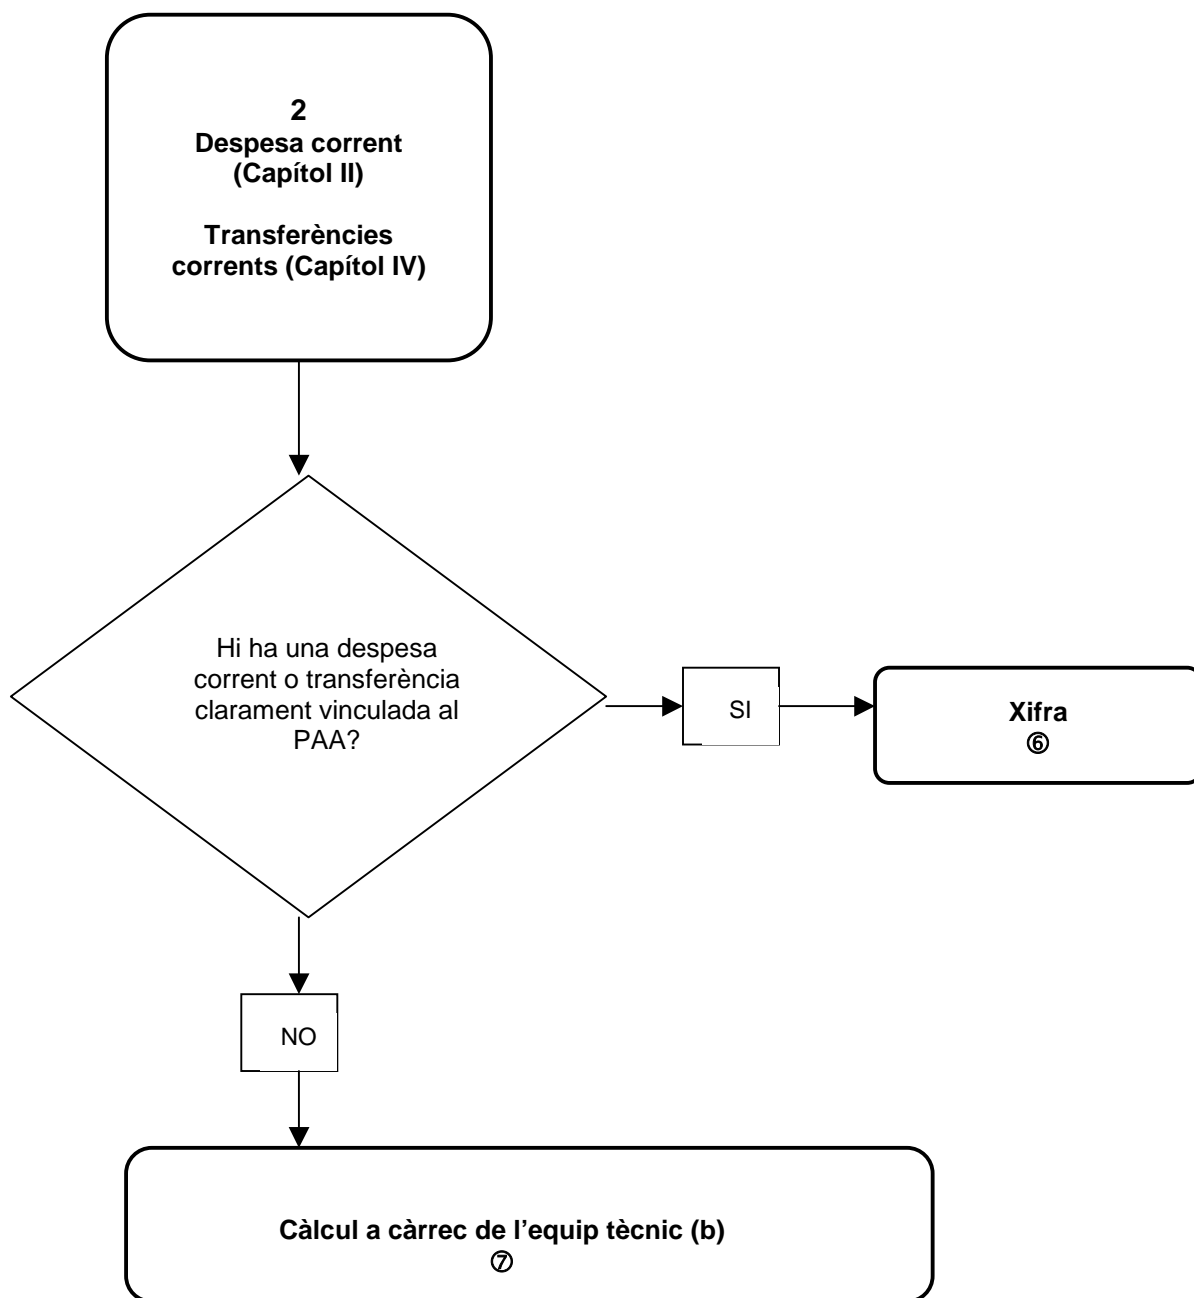 2
Despesa corrent
(Capítol II)
Transferències
corrents (Capítol IV)
Hi ha una despesa
corrent o transferència
clarament vinculada al
PAA?
SI
Xifra
⑥
NO
Càlcul a càrrec de l’equip tècnic (b)
⑦